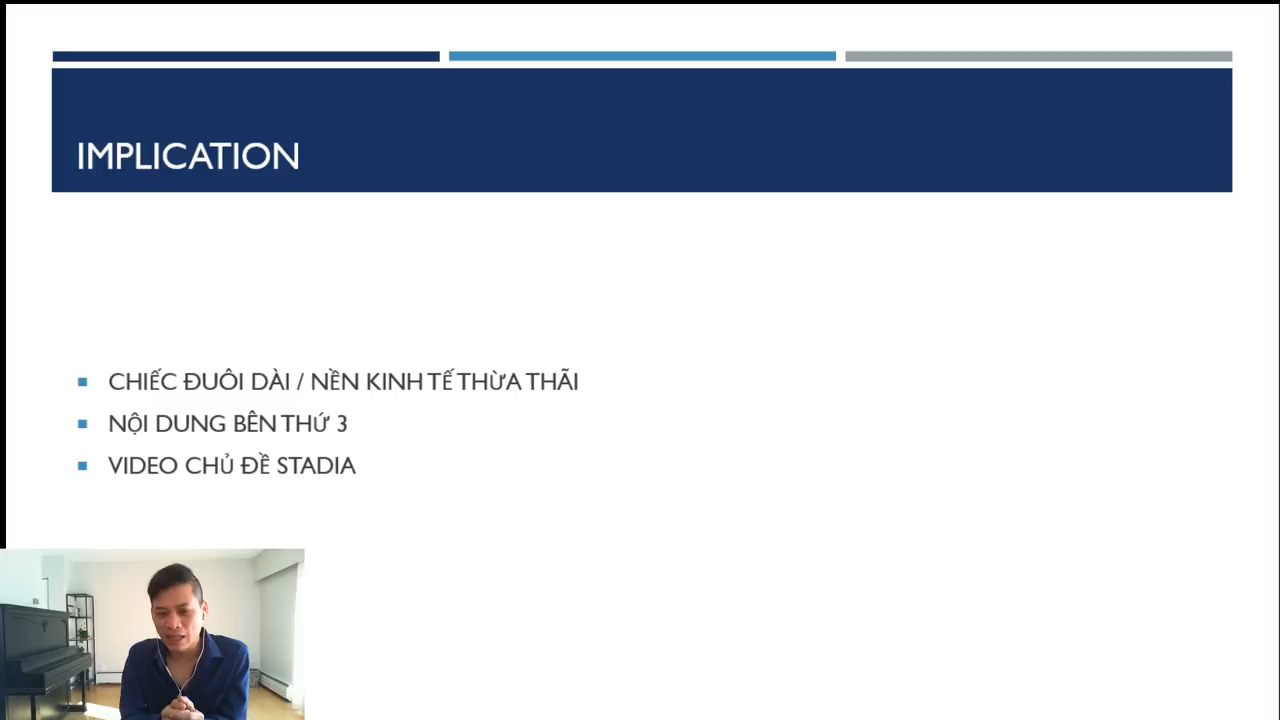 IMPLICATION
CHIẾC ĐUÔI DÀI / NỀN KINH TẾ THỪA THÃI
NỘI DUNG BÊN THỨ 3
VIDEO CHỦ ĐỀ STADIA